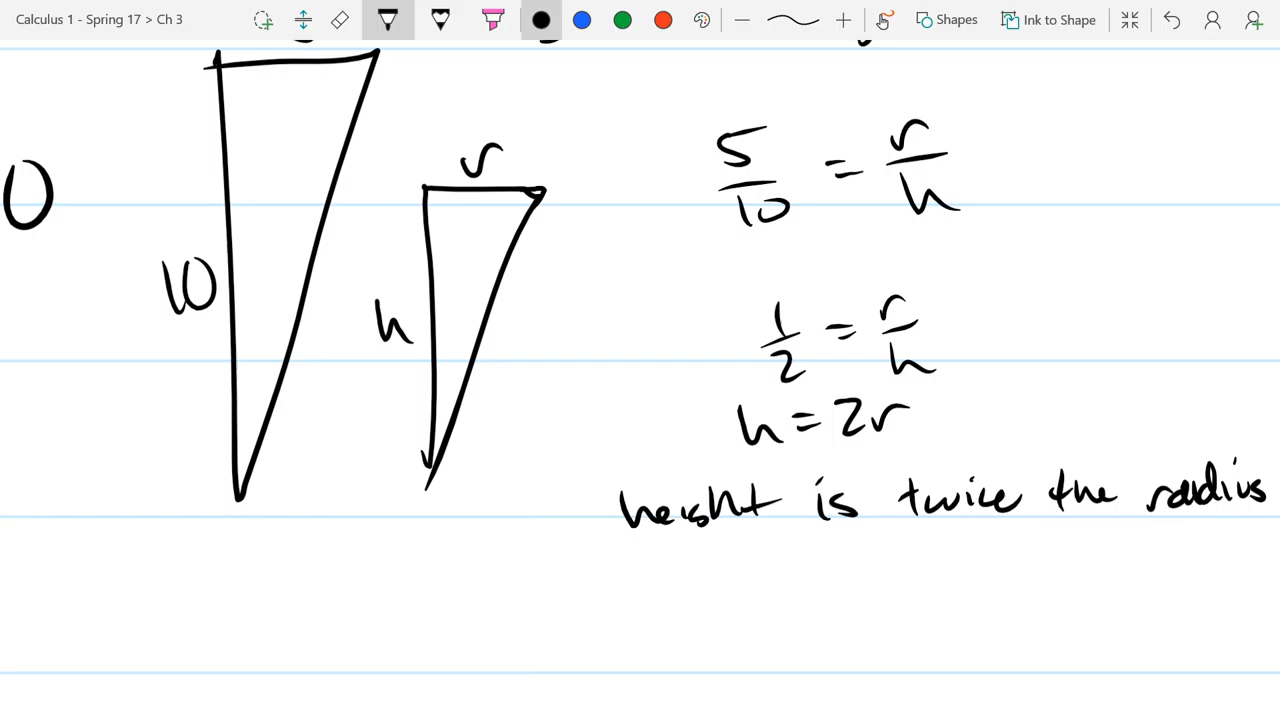 Calculus 1 - Spring 17 > Ch 3
Shapes
Ink to Shape
0
10
r
h
5/10 = r/h
1/2 = r/h
h = 2r
height is twice the radius